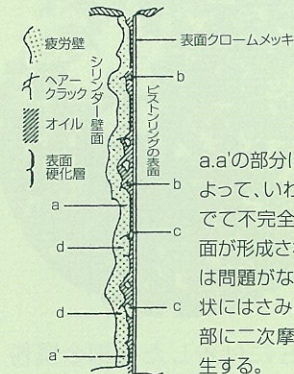 疲労壁
ヘアー
クラック
オイル
表面
硬化層
シリンダー壁面
ピストンリングの表面
表面クロームメッキ
b
b
a
c
d
d
c
a'
a.a'の部分に
よって、いわ
でて不完全
面が形成さ
は問題がな
状にはさみ
部に二次摩
生する。